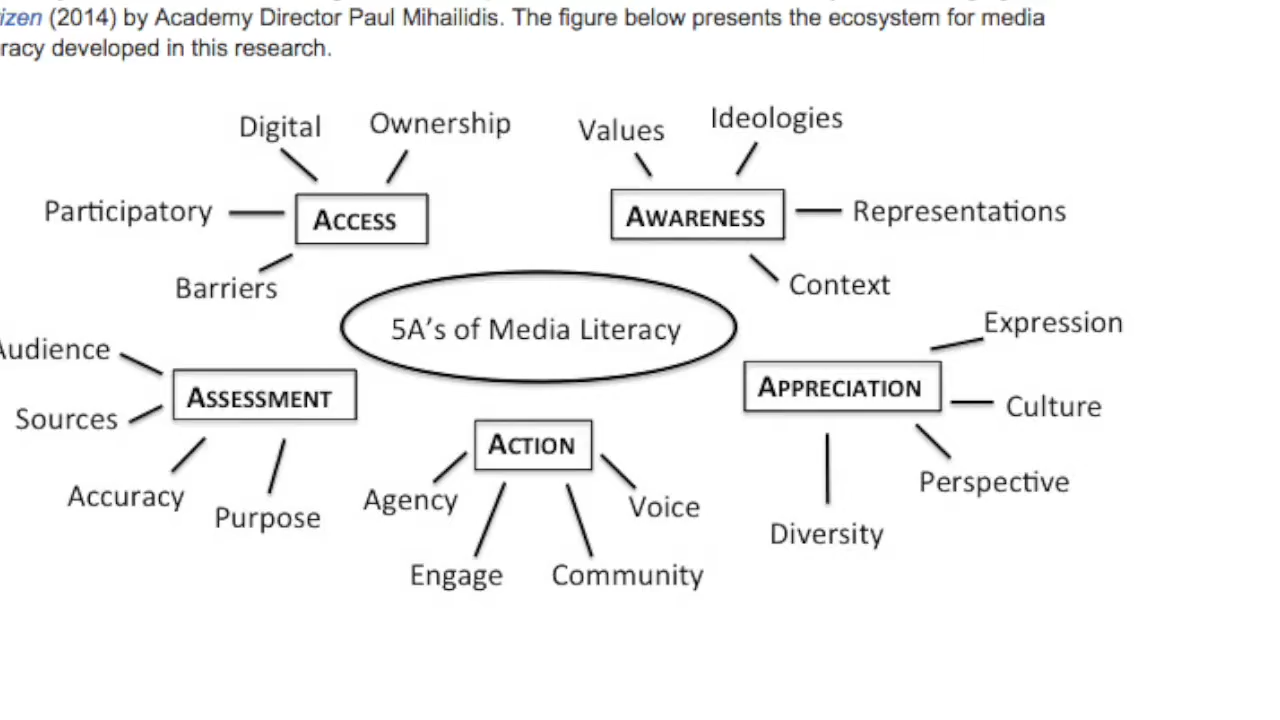 izen (2014) by Academy Director Paul Mihailidis. The figure below presents the ecosystem for media
racy developed in this research.
Digital
Ownership
Values
Ideologies
Participatory
ACCESS
AWARENESS
Representations
Barriers
Context
5A's of Media Literacy
Expression
Audience
ASSESSMENT
APPRECIATION
Culture
Sources
ACTION
Accuracy
Purpose
Agency
Voice
Perspective
Diversity
Engage
Community